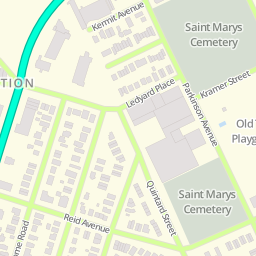 Kermit Avenue
Saint Marys
Cemetery
TION
Ledyard Place
Kramer Street
Parkinson Avenue
Old
Playg
Saint Marys
Cemetery
Quintard Street
Reid Avenue
me Road